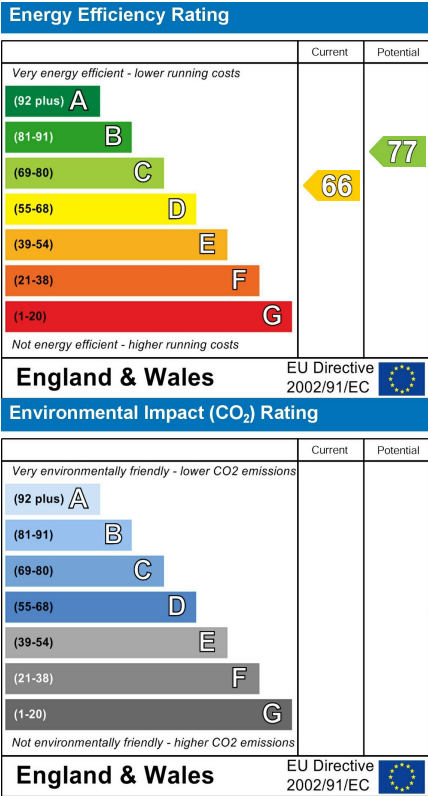 Energy Efficiency Rating
Current Potential
Very energy efficient - lower running costs
(92 plus) A
(81-91) B
(69-80) C
(55-68) D
(39-54) E
(21-38) F
(1-20) G
66
77
Not energy efficient - higher running costs
England & Wales
EU Directive
2002/91/EC
Environmental Impact (CO₂) Rating
Current Potential
Very environmentally friendly - lower CO2 emissions
(92 plus) A
(81-91) B
(69-80) C
(55-68) D
(39-54) E
(21-38) F
(1-20) G
Not environmentally friendly - higher CO2 emissions
England & Wales
EU Directive
2002/91/EC